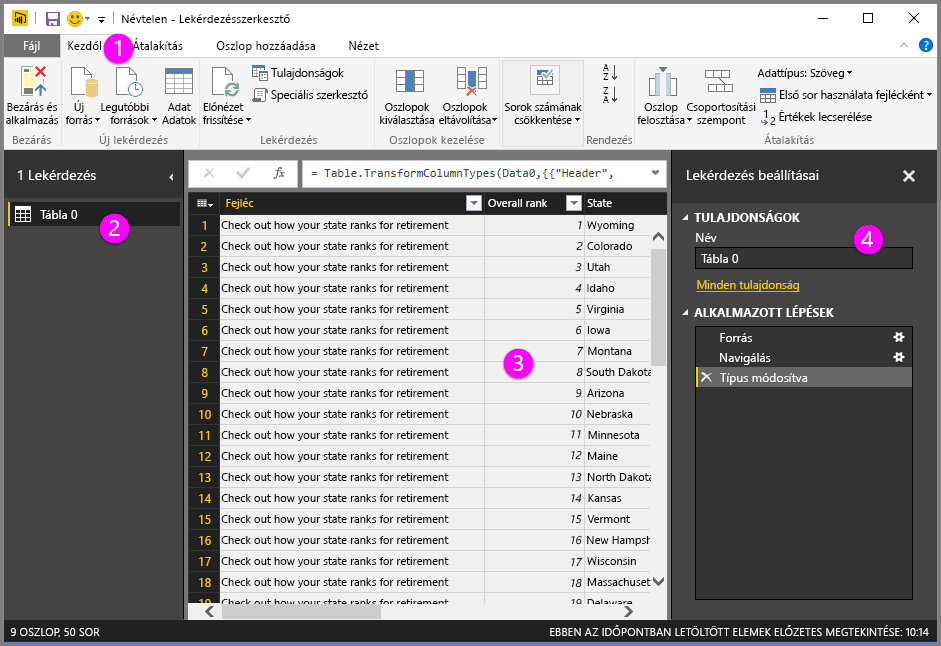 Névtelen - Lekérdezésszerkesztő
Fájl Kezdől 1 Átalakítás Oszlop hozzáadása Nézet
Bezárás és alkalmazás
Új forrás
Legutóbbi források
Adat Adatok
Előnézet frissítése
Tulajdonságok
Speciális szerkesztő
Oszlopok kiválasztása
Oszlopok eltávolítása
Sorok számának csökkentése
Oszlop felosztása
Csoportosítási szempont
Adattípus: Szöveg
Első sor használata fejlécként
Értékek lecserélése
Bezárás Új lekérdezés Lekérdezés Oszlopok kezelése Rendezés Átalakítás
1 Lekérdezés
Tábla 0
2
fx = Table.TransformColumnTypes(Data0,{{"Header",
Fejléc Overall rank State
1 Check out how your state ranks for retirement 1 Wyoming
2 Check out how your state ranks for retirement 2 Colorado
3 Check out how your state ranks for retirement 3 Utah
4 Check out how your state ranks for retirement 4 Idaho
5 Check out how your state ranks for retirement 5 Virginia
6 Check out how your state ranks for retirement 6 Iowa
7 Check out how your state ranks for retirement 7 Montana
8 Check out how your state ranks for retirement 8 South Dakota
9 Check out how your state ranks for retirement 9 Arizona
10 Check out how your state ranks for retirement 10 Nebraska
11 Check out how your state ranks for retirement 11 Minnesota
12 Check out how your state ranks for retirement 12 Maine
13 Check out how your state ranks for retirement 13 North Dakota
14 Check out how your state ranks for retirement 14 Kansas
15 Check out how your state ranks for retirement 15 Vermont
16 Check out how your state ranks for retirement 16 New Hampsh
17 Check out how your state ranks for retirement 17 Wisconsin
18 Check out how your state ranks for retirement 18 Massachuset
19 Check out how your state ranks for retirement 19 Delaware
3
Lekérdezés beállításai
TULAJDONSÁGOK
Név
4
Tábla 0
Minden tulajdonság
ALKALMAZOTT LÉPÉSEK
Forrás
Navigálás
Típus módosítva
9 OSZLOP, 50 SOR
EBBEN AZ IDŐPONTBAN LETÖLTÖTT ELEMEK ELŐZETES MEGTEKINTÉSE: 10:14